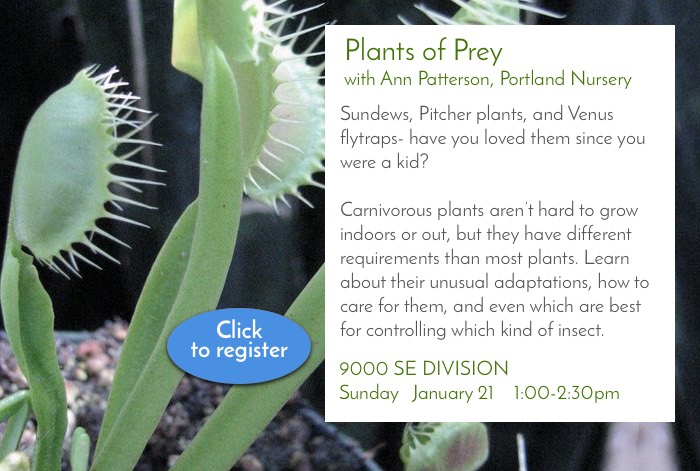 Plants of Prey
with Ann Patterson, Portland Nursery
Sundews, Pitcher plants, and Venus
flytraps- have you loved them since you
were a kid?
Carnivorous plants aren't hard to grow
indoors or out, but they have different
requirements than most plants. Learn
about their unusual adaptations, how to
care for them, and even which are best
for controlling which kind of insect.
Click
to register
9000 SE DIVISION
Sunday January 21 1:00-2:30pm